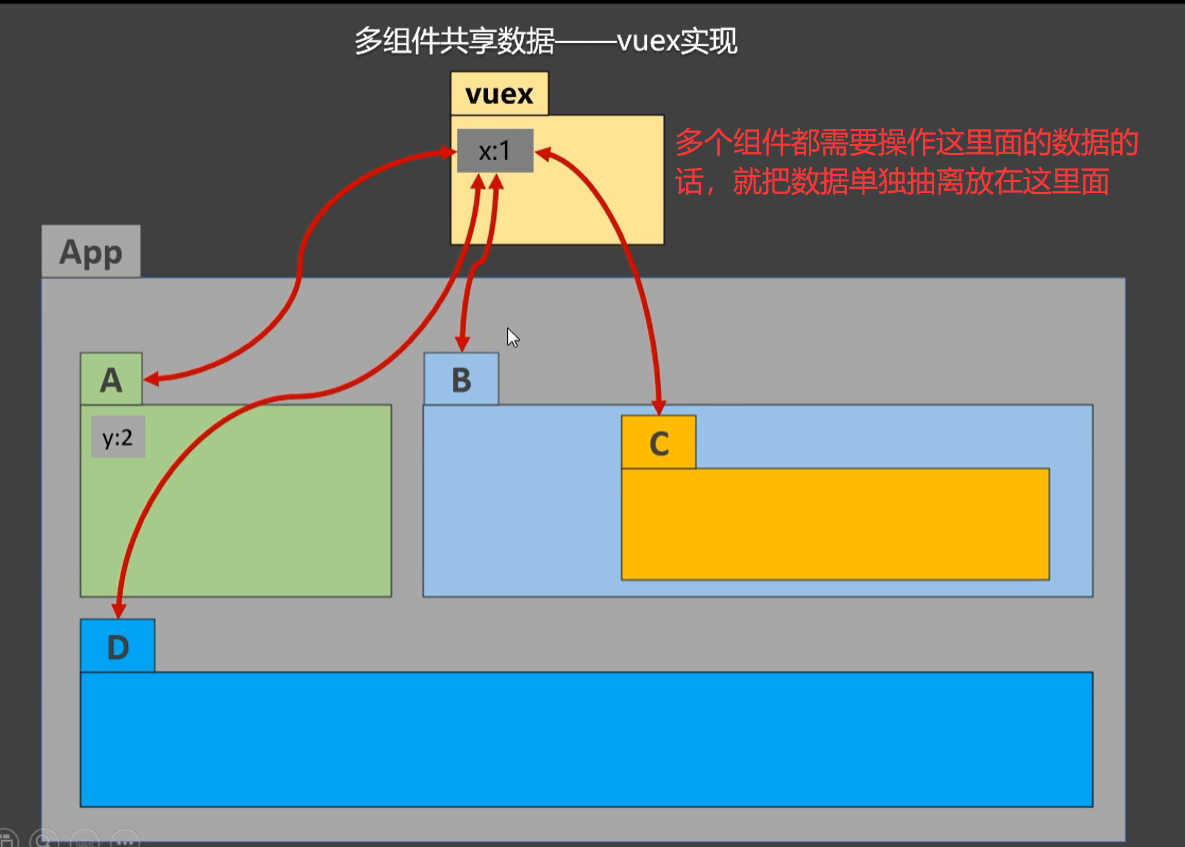 多组件共享数据——vuex实现
vuex
x:1
多个组件都需要操作这里面的数据的
话，就把数据单独抽离放在这里面
App
A
B
y:2
C
D